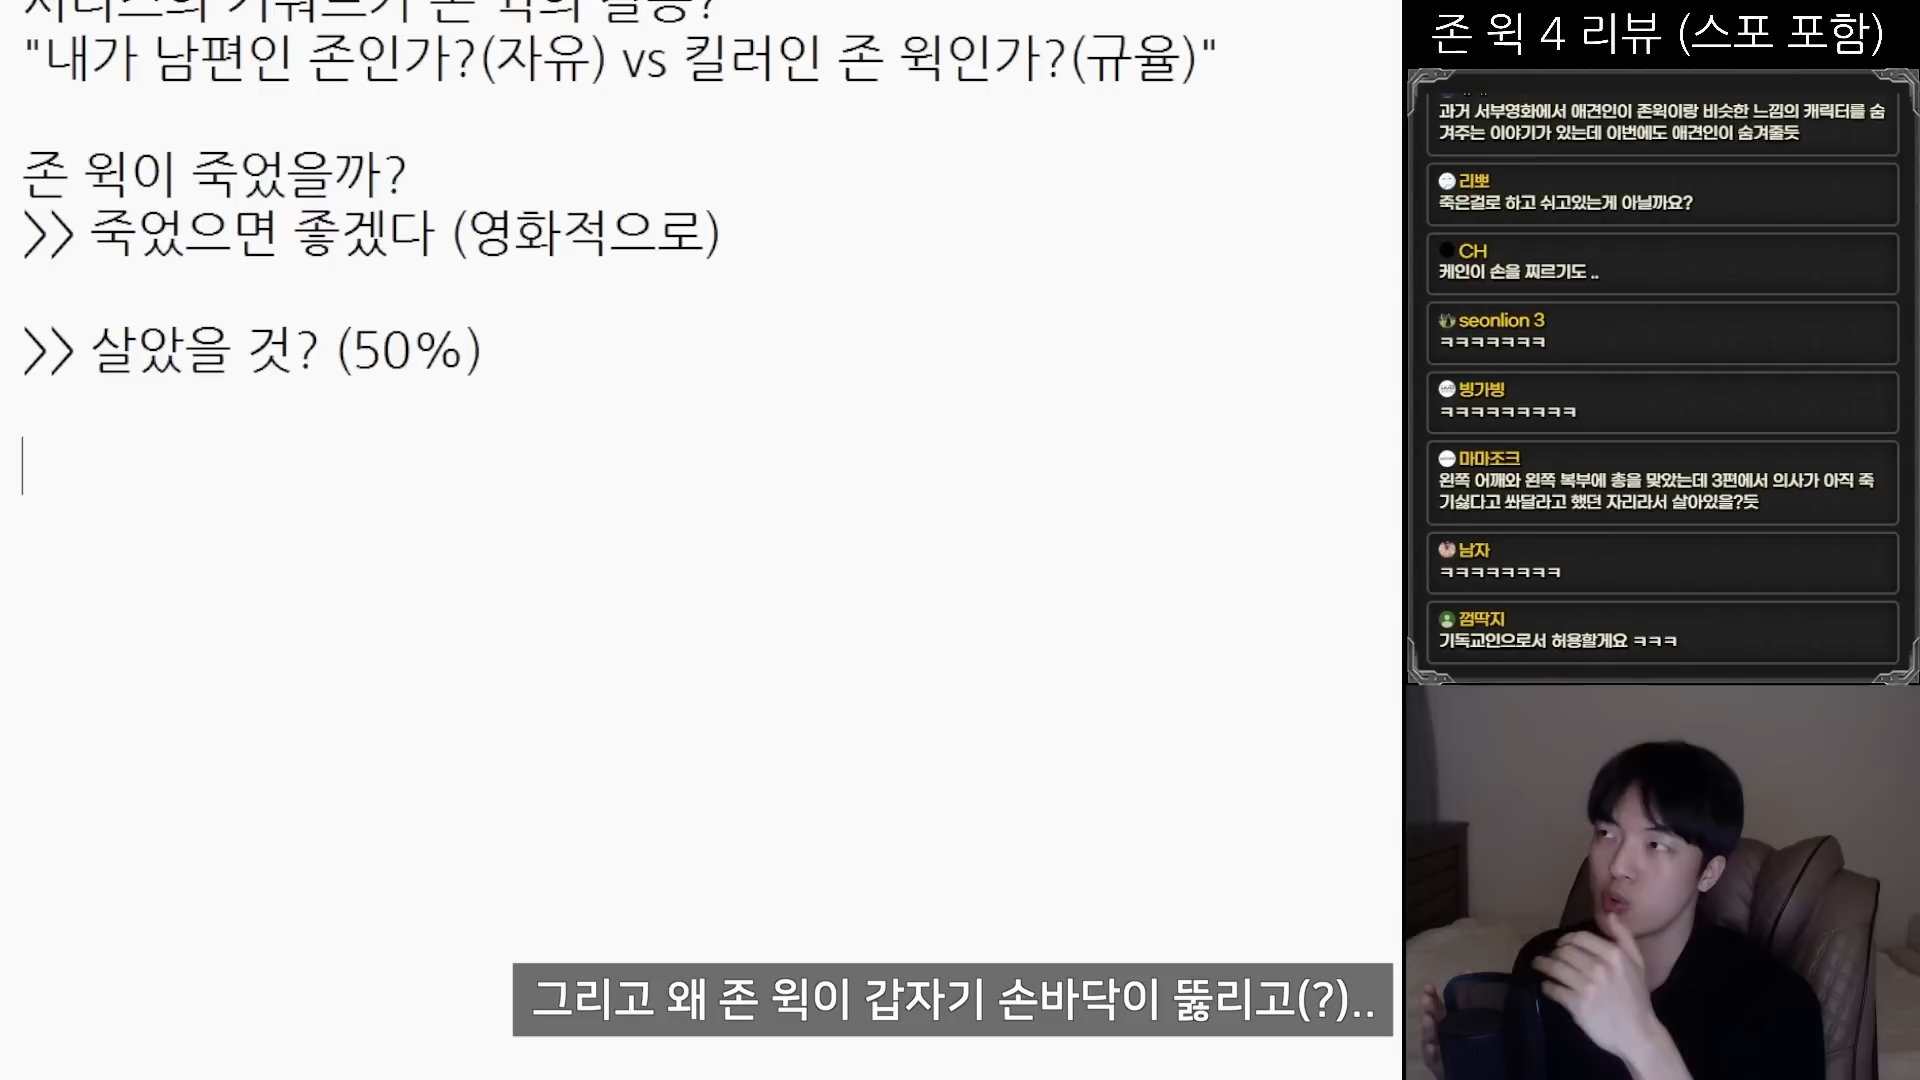 "내가 남편인 존인가?(자유) vs 킬러인 존 윅인가?(규율)"
존 윅이 죽었을까?
>> 죽었으면 좋겠다 (영화적으로)
>> 살았을 것? (50%)
그리고 왜 존 윅이 갑자기 손바닥이 뚫리고(?)..
존 윅 4 리뷰 (스포 포함)
과거 서부영화에서 애견인이 존윅이랑 비슷한 느낌의 캐릭터를 숨
겨주는 이야기가 있는데 이번에도 애견인이 숨겨줄듯
리뽀
죽은걸로 하고 쉬고있는게 아닐까요?
CH
케인이 손을 찌르기도 ..
seonlion 3
ㅋㅋㅋㅋㅋㅋㅋ
빙가빙
ㅋㅋㅋㅋㅋㅋㅋㅋㅋ
마마조크
왼쪽 어깨와 왼쪽 복부에 총을 맞았는데 3편에서 의사가 아직 죽
기싫다고 쏴달라고 했던 자리라서 살아있을?듯
남자
ㅋㅋㅋㅋㅋㅋㅋㅋ
껌딱지
기독교인으로서 허용할게요 ㅋㅋㅋ